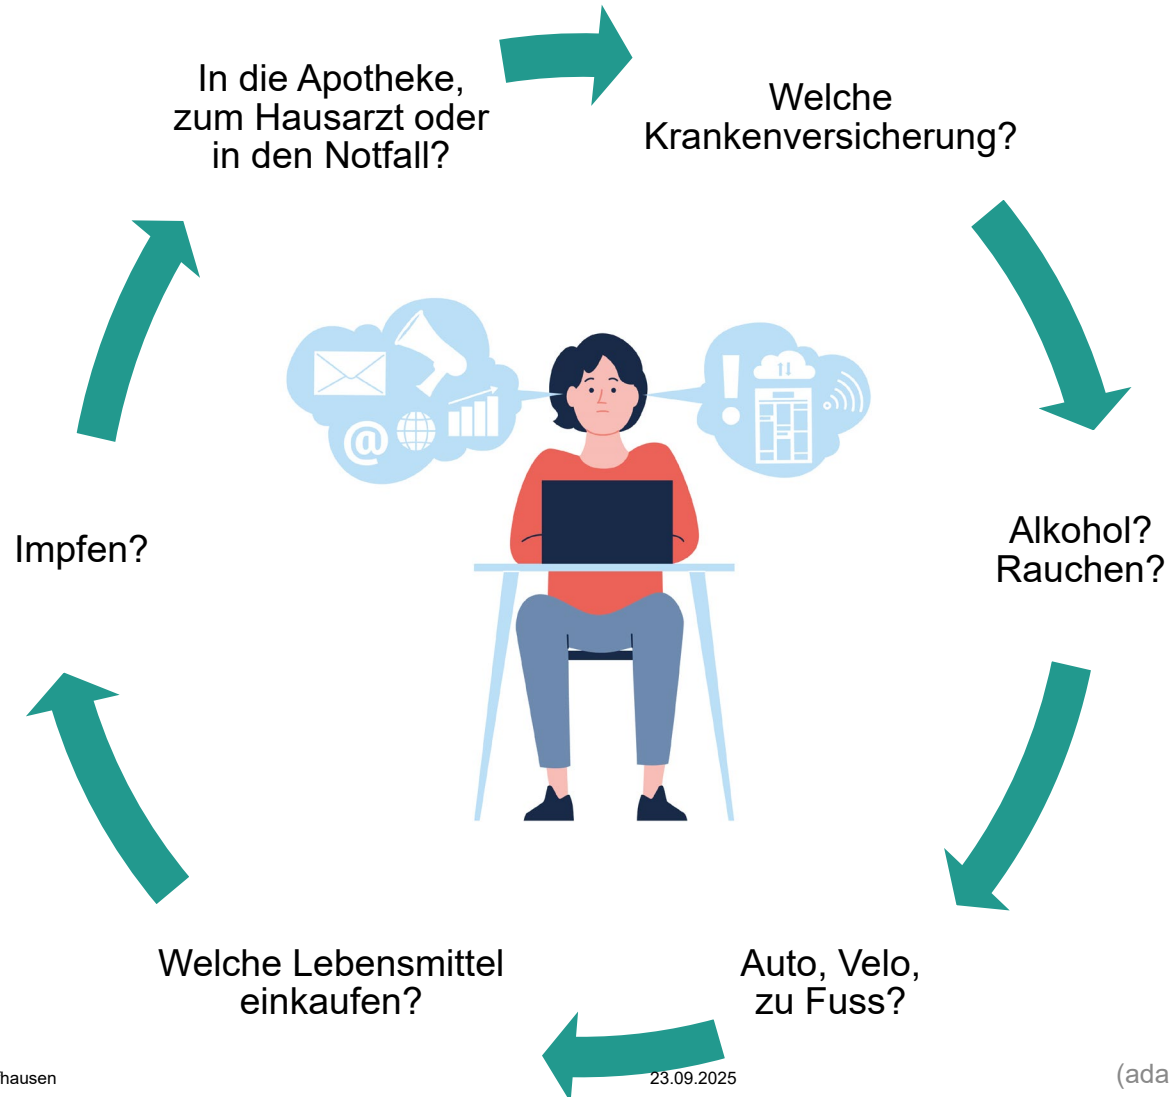 In die Apotheke,
zum Hausarzt oder
in den Notfall?
Welche
Krankenversicherung?
Alkohol?
Rauchen?
Auto, Velo,
zu Fuss?
Welche Lebensmittel
einkaufen?
Impfen?
hausen
23.09.2025
(ada